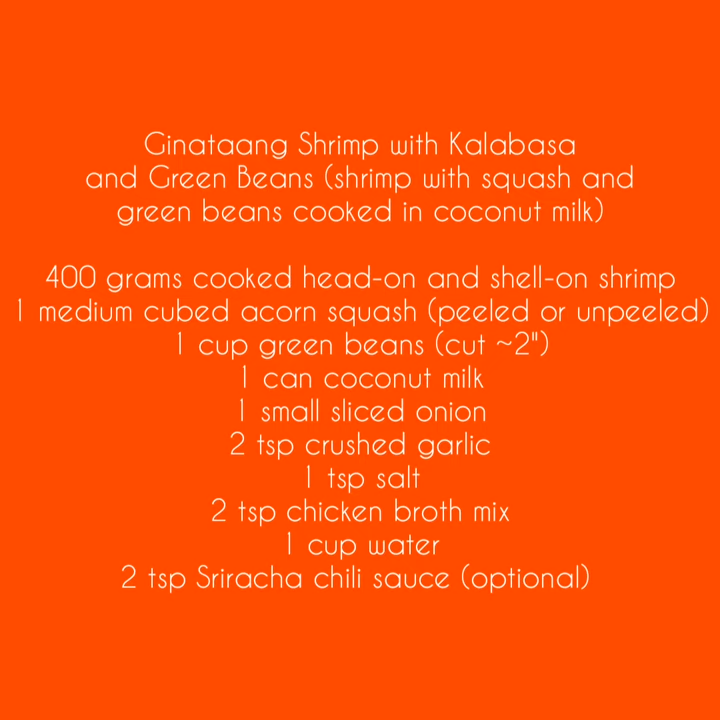 Ginataang Shrimp with Kalabasa
and Green Beans (shrimp with squash and
green beans cooked in coconut milk)
400 grams cooked head-on and shell-on shrimp
1 medium cubed acorn squash (peeled or unpeeled)
1 cup green beans (cut ~2")
1 can coconut milk
1 small sliced onion
2 tsp crushed garlic
1 tsp salt
2 tsp chicken broth mix
1 cup water
2 tsp Sriracha chili sauce (optional)